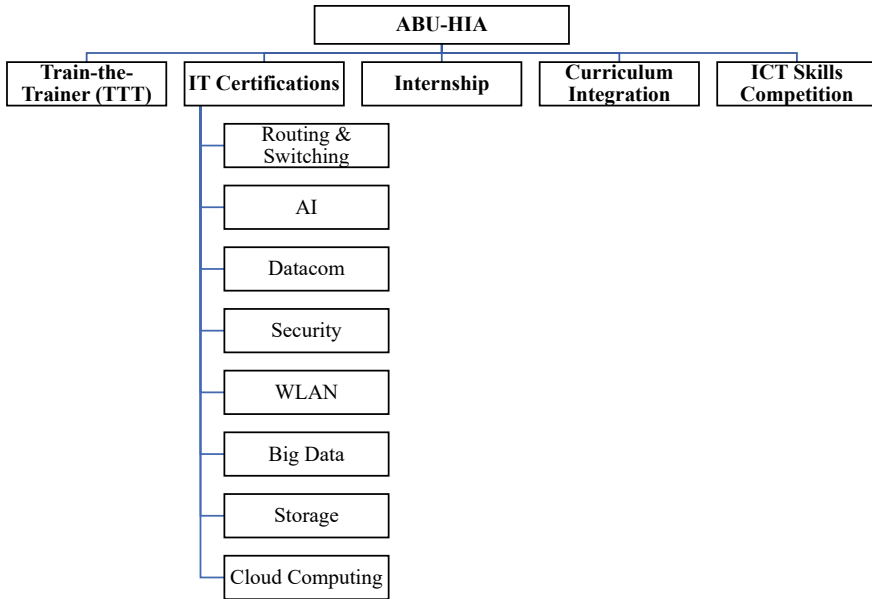 ABU-HIA
Train-the-
Trainer (TTT)
IT Certifications
Internship
Curriculum
Integration
ICT Skills
Competition
Routing &
Switching
AI
Datacom
Security
WLAN
Big Data
Storage
Cloud Computing